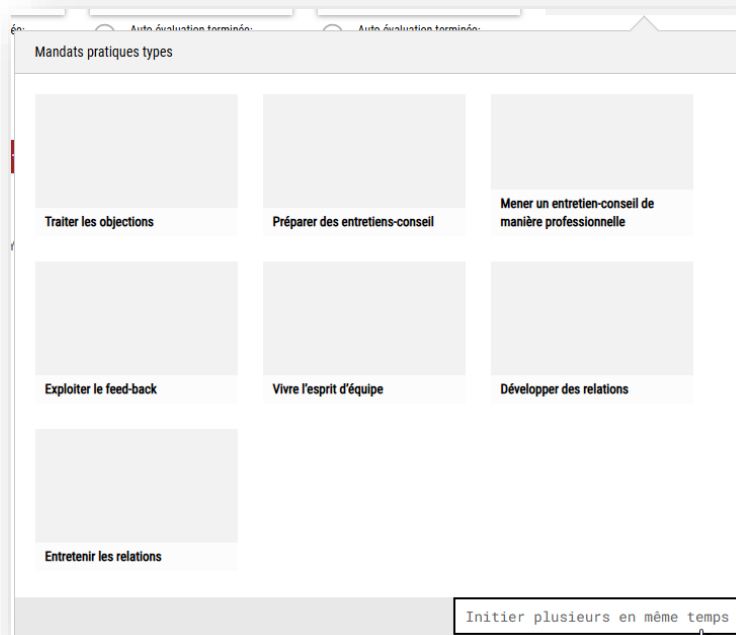 Auto évaluation terminée: Auto évaluation terminée:
Mandats pratiques types
Traiter les objections
Préparer des entretiens-conseil
Mener un entretien-conseil de
manière professionnelle
Exploiter le feed-back
Vivre l'esprit d'équipe
Développer des relations
Entretenir les relations
Initier plusieurs en même temps